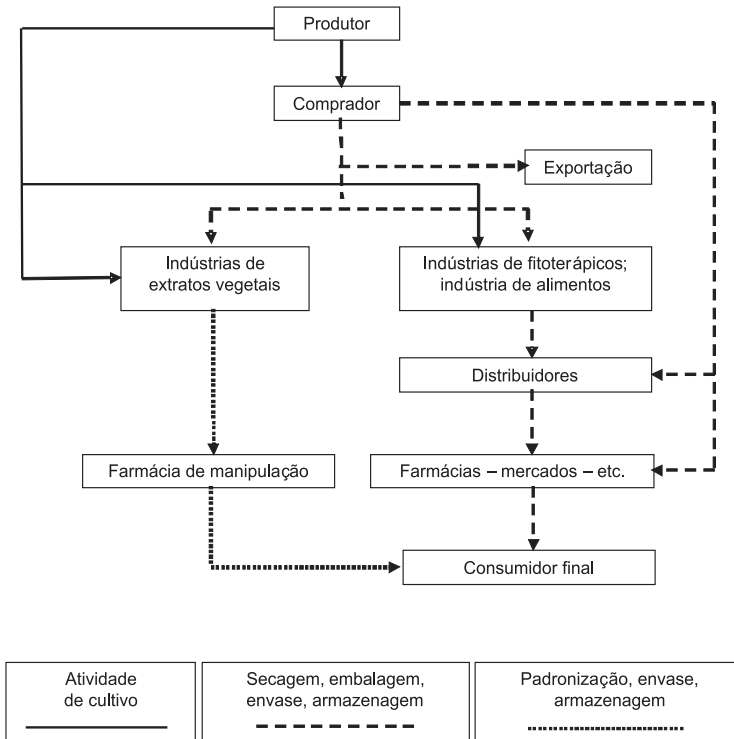 Produtor
Comprador
Exportação
Indústrias de
extratos vegetais
Indústrias de fitoterápicos;
indústria de alimentos
Distribuidores
Farmácia de manipulação
Farmácias – mercados – etc.
Consumidor final
Atividade
de cultivo
Secagem, embalagem,
envase, armazenagem
Padronização, envase,
armazenagem